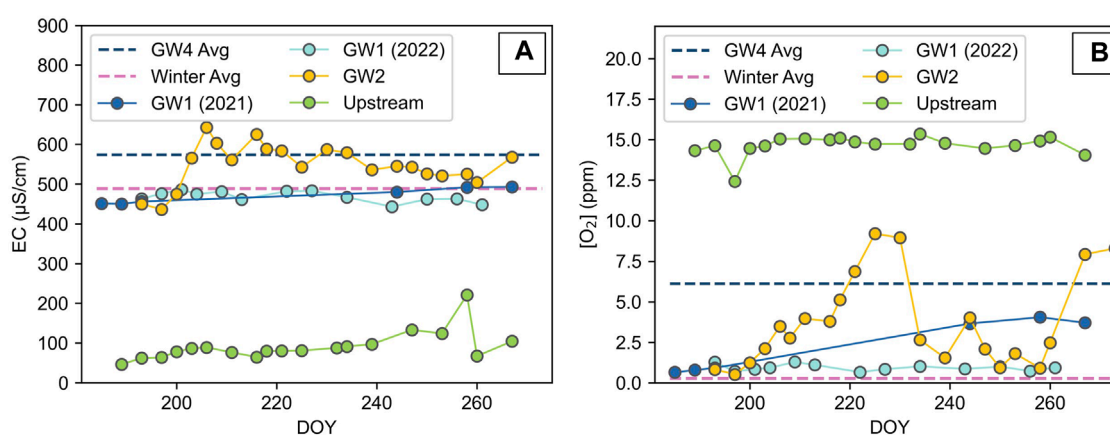 A
GW4 Avg
Winter Avg
GW1 (2021)
GW1 (2022)
GW2
Upstream
EC (µS/cm)
900
800
700
600
500
400
300
200
100
0
200
220
240
260
DOY
B
GW4 Avg
Winter Avg
GW1 (2021)
GW1 (2022)
GW2
Upstream
[O₂] (ppm)
20.0
17.5
15.0
12.5
10.0
7.5
5.0
2.5
0.0
200
220
240
260
DOY